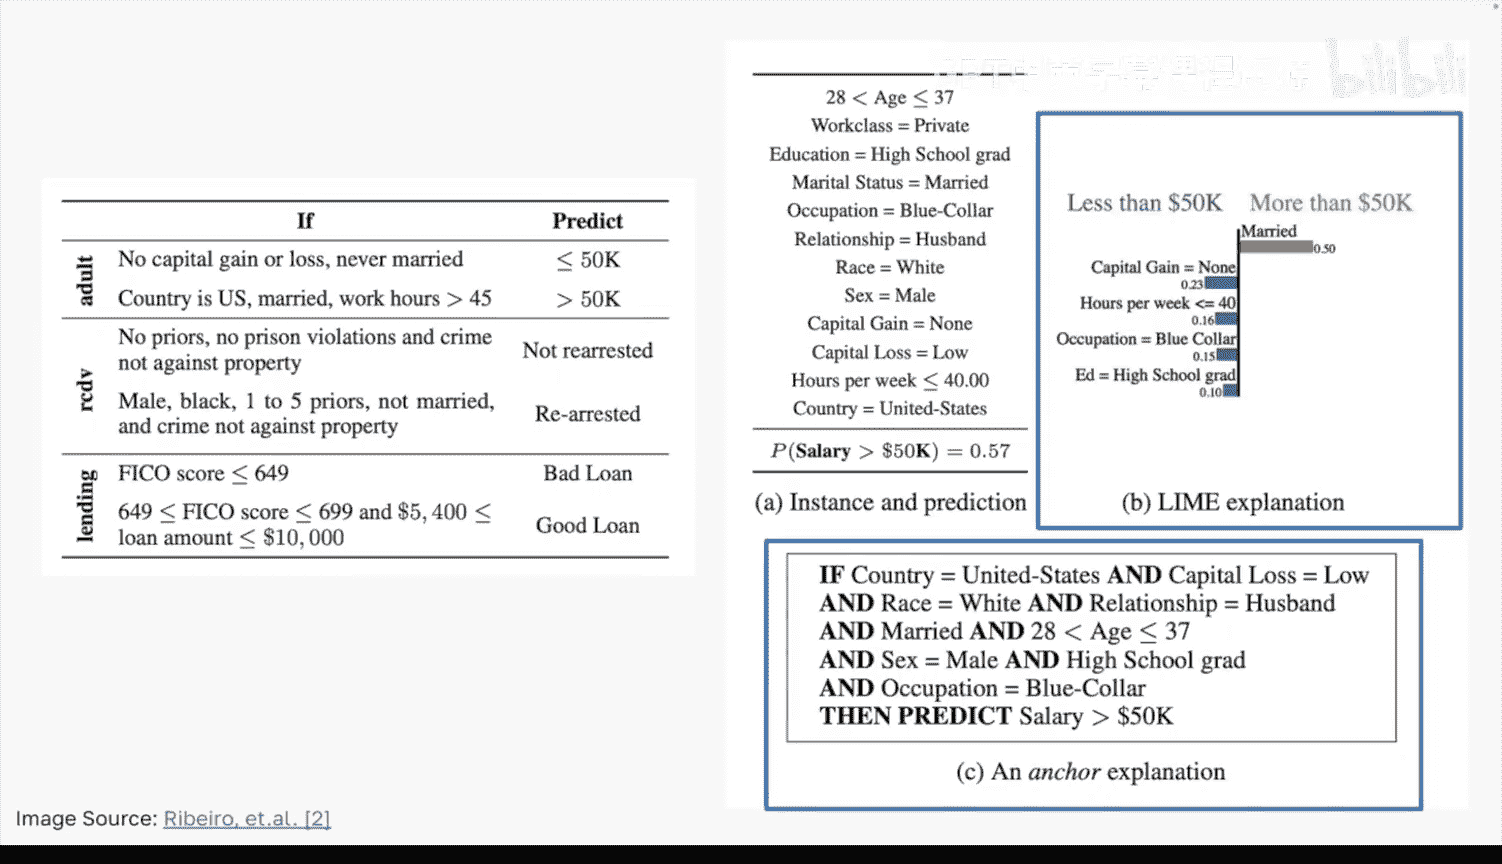 If Predict
adult
No capital gain or loss, never married ≤ 50K
Country is US, married, work hours > 45 > 50K
rcdv
No priors, no prison violations and crime
not against property
Not rearrested
Male, black, 1 to 5 priors, not married,
and crime not against property
Re-arrested
lending
FICO score ≤ 649 Bad Loan
649 ≤ FICO score ≤ 699 and $5, 400 ≤
loan amount ≤ $10, 000
Good Loan
28 < Age ≤ 37
Workclass = Private
Education = High School grad
Marital Status = Married
Occupation = Blue-Collar
Relationship = Husband
Race = White
Sex = Male
Capital Gain = None
Capital Loss = Low
Hours per week ≤ 40.00
Country = United-States
P(Salary > $50K) = 0.57
(a) Instance and prediction
bilibili
Less than $50K More than $50K
Married
0.50
Capital Gain = None
0.23
Hours per week <= 40
0.16
Occupation = Blue Collar
0.15
Ed = High School grad
0.10
(b) LIME explanation
IF Country = United-States AND Capital Loss = Low
AND Race = White AND Relationship = Husband
AND Married AND 28 < Age ≤ 37
AND Sex = Male AND High School grad
AND Occupation = Blue-Collar
THEN PREDICT Salary > $50K
(c) An anchor explanation
Image Source: Ribeiro, et.al. [2]